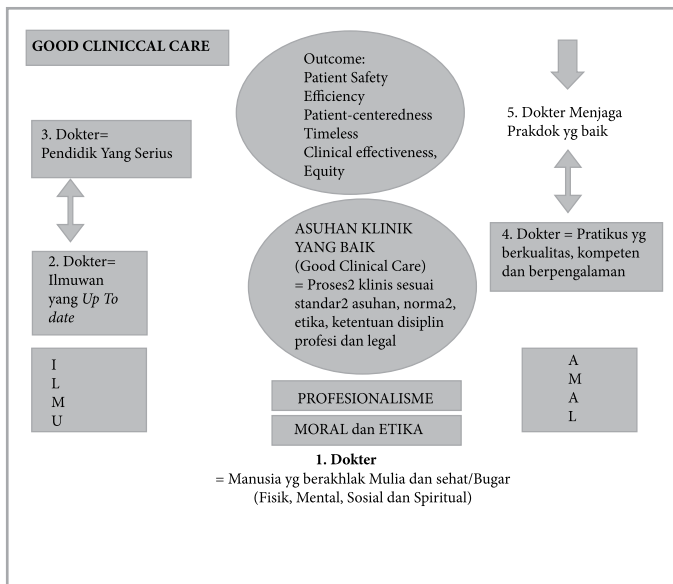 GOOD CLINICCAL CARE
Outcome:
Patient Safety
Efficiency
Patient-centeredness
Timeless
Clinical effectiveness,
Equity
5. Dokter Menjaga
Prakdok yg baik
3. Dokter=
Pendidik Yang Serius
ASUHAN KLINIK
YANG BAIK
(Good Clinical Care)
= Proses2 klinis sesuai
standar2 asuhan, norma2,
etika, ketentuan disiplin
profesi dan legal
4. Dokter = Pratikus yg
berkualitas, kompeten
dan berpengalaman
2. Dokter=
Ilmuwan
yang Up To
date
I
L
M
U
A
M
A
L
PROFESIONALISME
MORAL dan ETIKA
1. Dokter
= Manusia yg berakhlak Mulia dan sehat/Bugar
(Fisik, Mental, Sosial dan Spiritual)